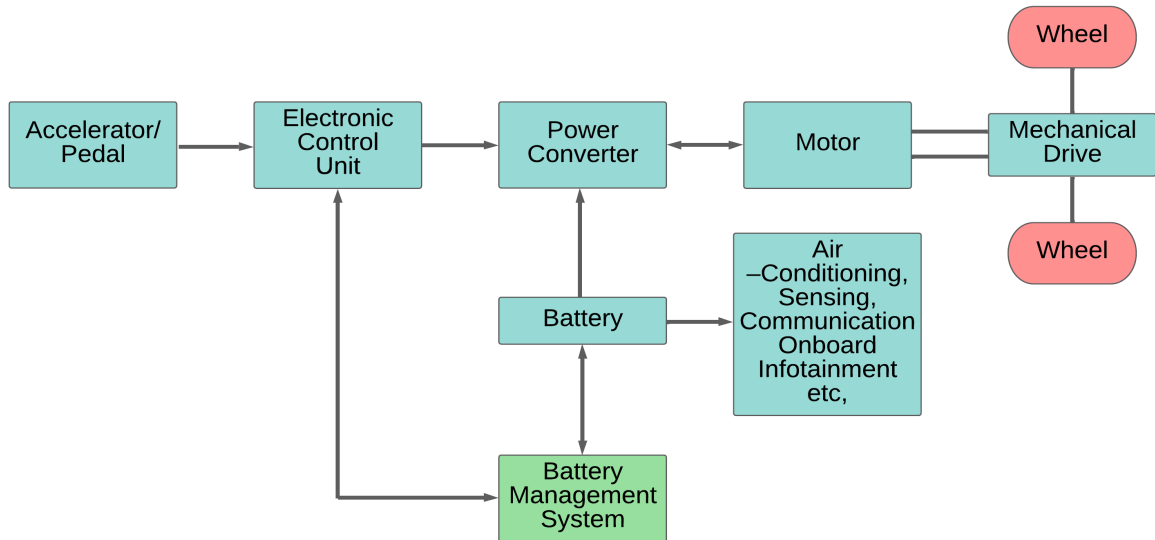 Wheel
Accelerator/
Pedal
Electronic
Control
Unit
Power
Converter
Motor
Mechanical
Drive
Wheel
Air
–Conditioning,
Sensing,
Communication
Onboard
Infotainment
etc,
Battery
Battery
Management
System